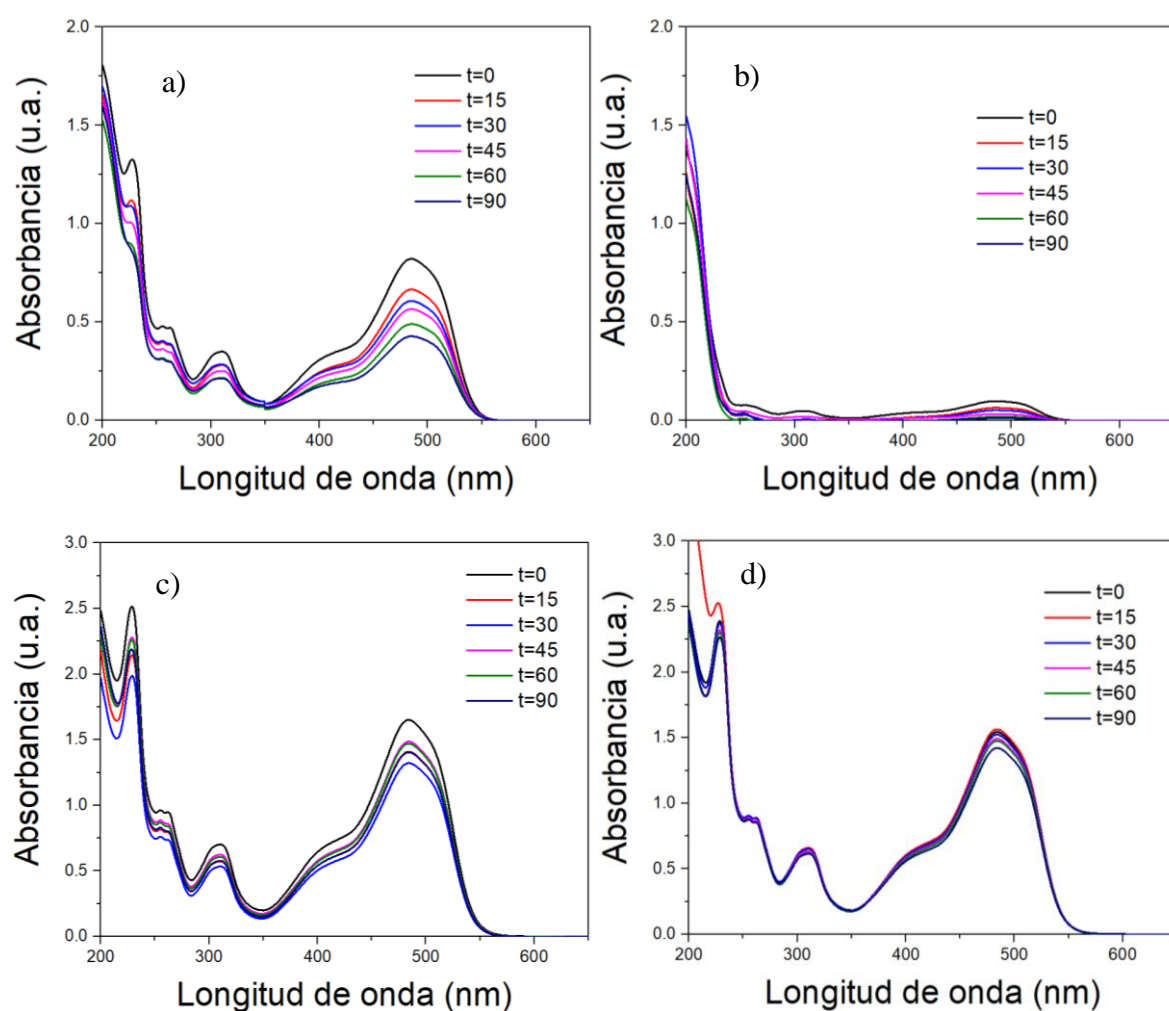 a)
Absorbancia (u.a.)
2.0
1.5
1.0
0.5
0.0
t=0
t=15
t=30
t=45
t=60
t=90
200 300 400 500 600
Longitud de onda (nm)
b)
Absorbancia (u.a.)
2.0
1.5
1.0
0.5
0.0
t=0
t=15
t=30
t=45
t=60
t=90
200 300 400 500 600
Longitud de onda (nm)
c)
Absorbancia (u.a.)
3.0
2.5
2.0
1.5
1.0
0.5
0.0
t=0
t=15
t=30
t=45
t=60
t=90
200 300 400 500 600
Longitud de onda (nm)
d)
Absorbancia (u.a.)
3.0
2.5
2.0
1.5
1.0
0.5
0.0
t=0
t=15
t=30
t=45
t=60
t=90
200 300 400 500 600
Longitud de onda (nm)